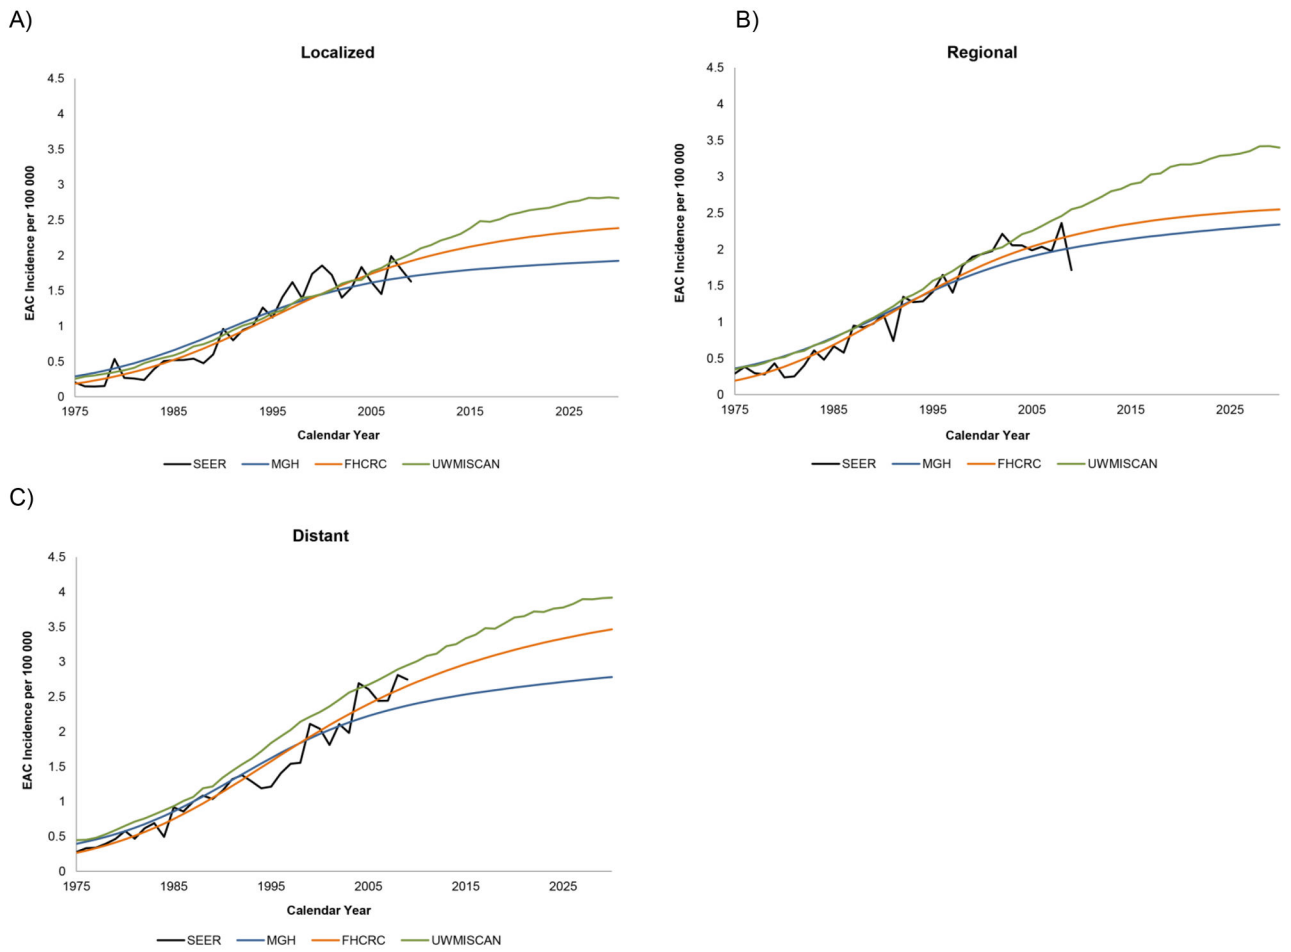 A)
Localized
EAC Incidence per 100 000
4.5
4
3.5
3
2.5
2
1.5
1
0.5
0
1975 1985 1995 2005 2015 2025
Calendar Year
SEER MGH FHCRC UWMISCAN
B)
Regional
EAC Incidence per 100 000
4.5
4
3.5
3
2.5
2
1.5
1
0.5
0
1975 1985 1995 2005 2015 2025
Calendar Year
SEER MGH FHCRC UWMISCAN
C)
Distant
EAC Incidence per 100 000
4.5
4
3.5
3
2.5
2
1.5
1
0.5
0
1975 1985 1995 2005 2015 2025
Calendar Year
SEER MGH FHCRC UWMISCAN